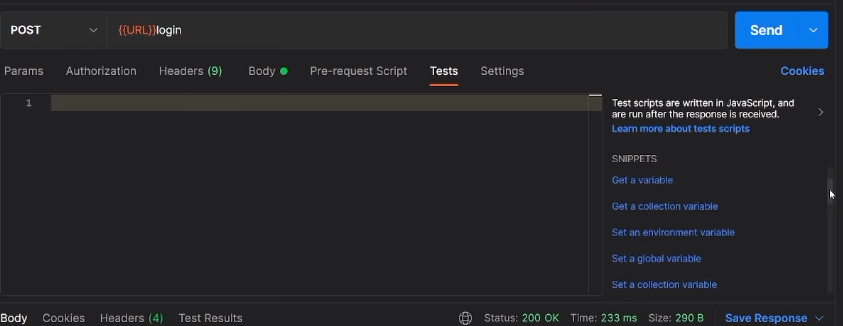 POST {{URL}}login Send
Params Authorization Headers (9) Body Pre-request Script Tests Settings Cookies
1
Test scripts are written in JavaScript, and
are run after the response is received.
Learn more about tests scripts
SNIPPETS
Get a variable
Get a collection variable
Set an environment variable
Set a global variable
Set a collection variable
Body Cookies Headers (4) Test Results Status: 200 OK Time: 233 ms Size: 290 B Save Response